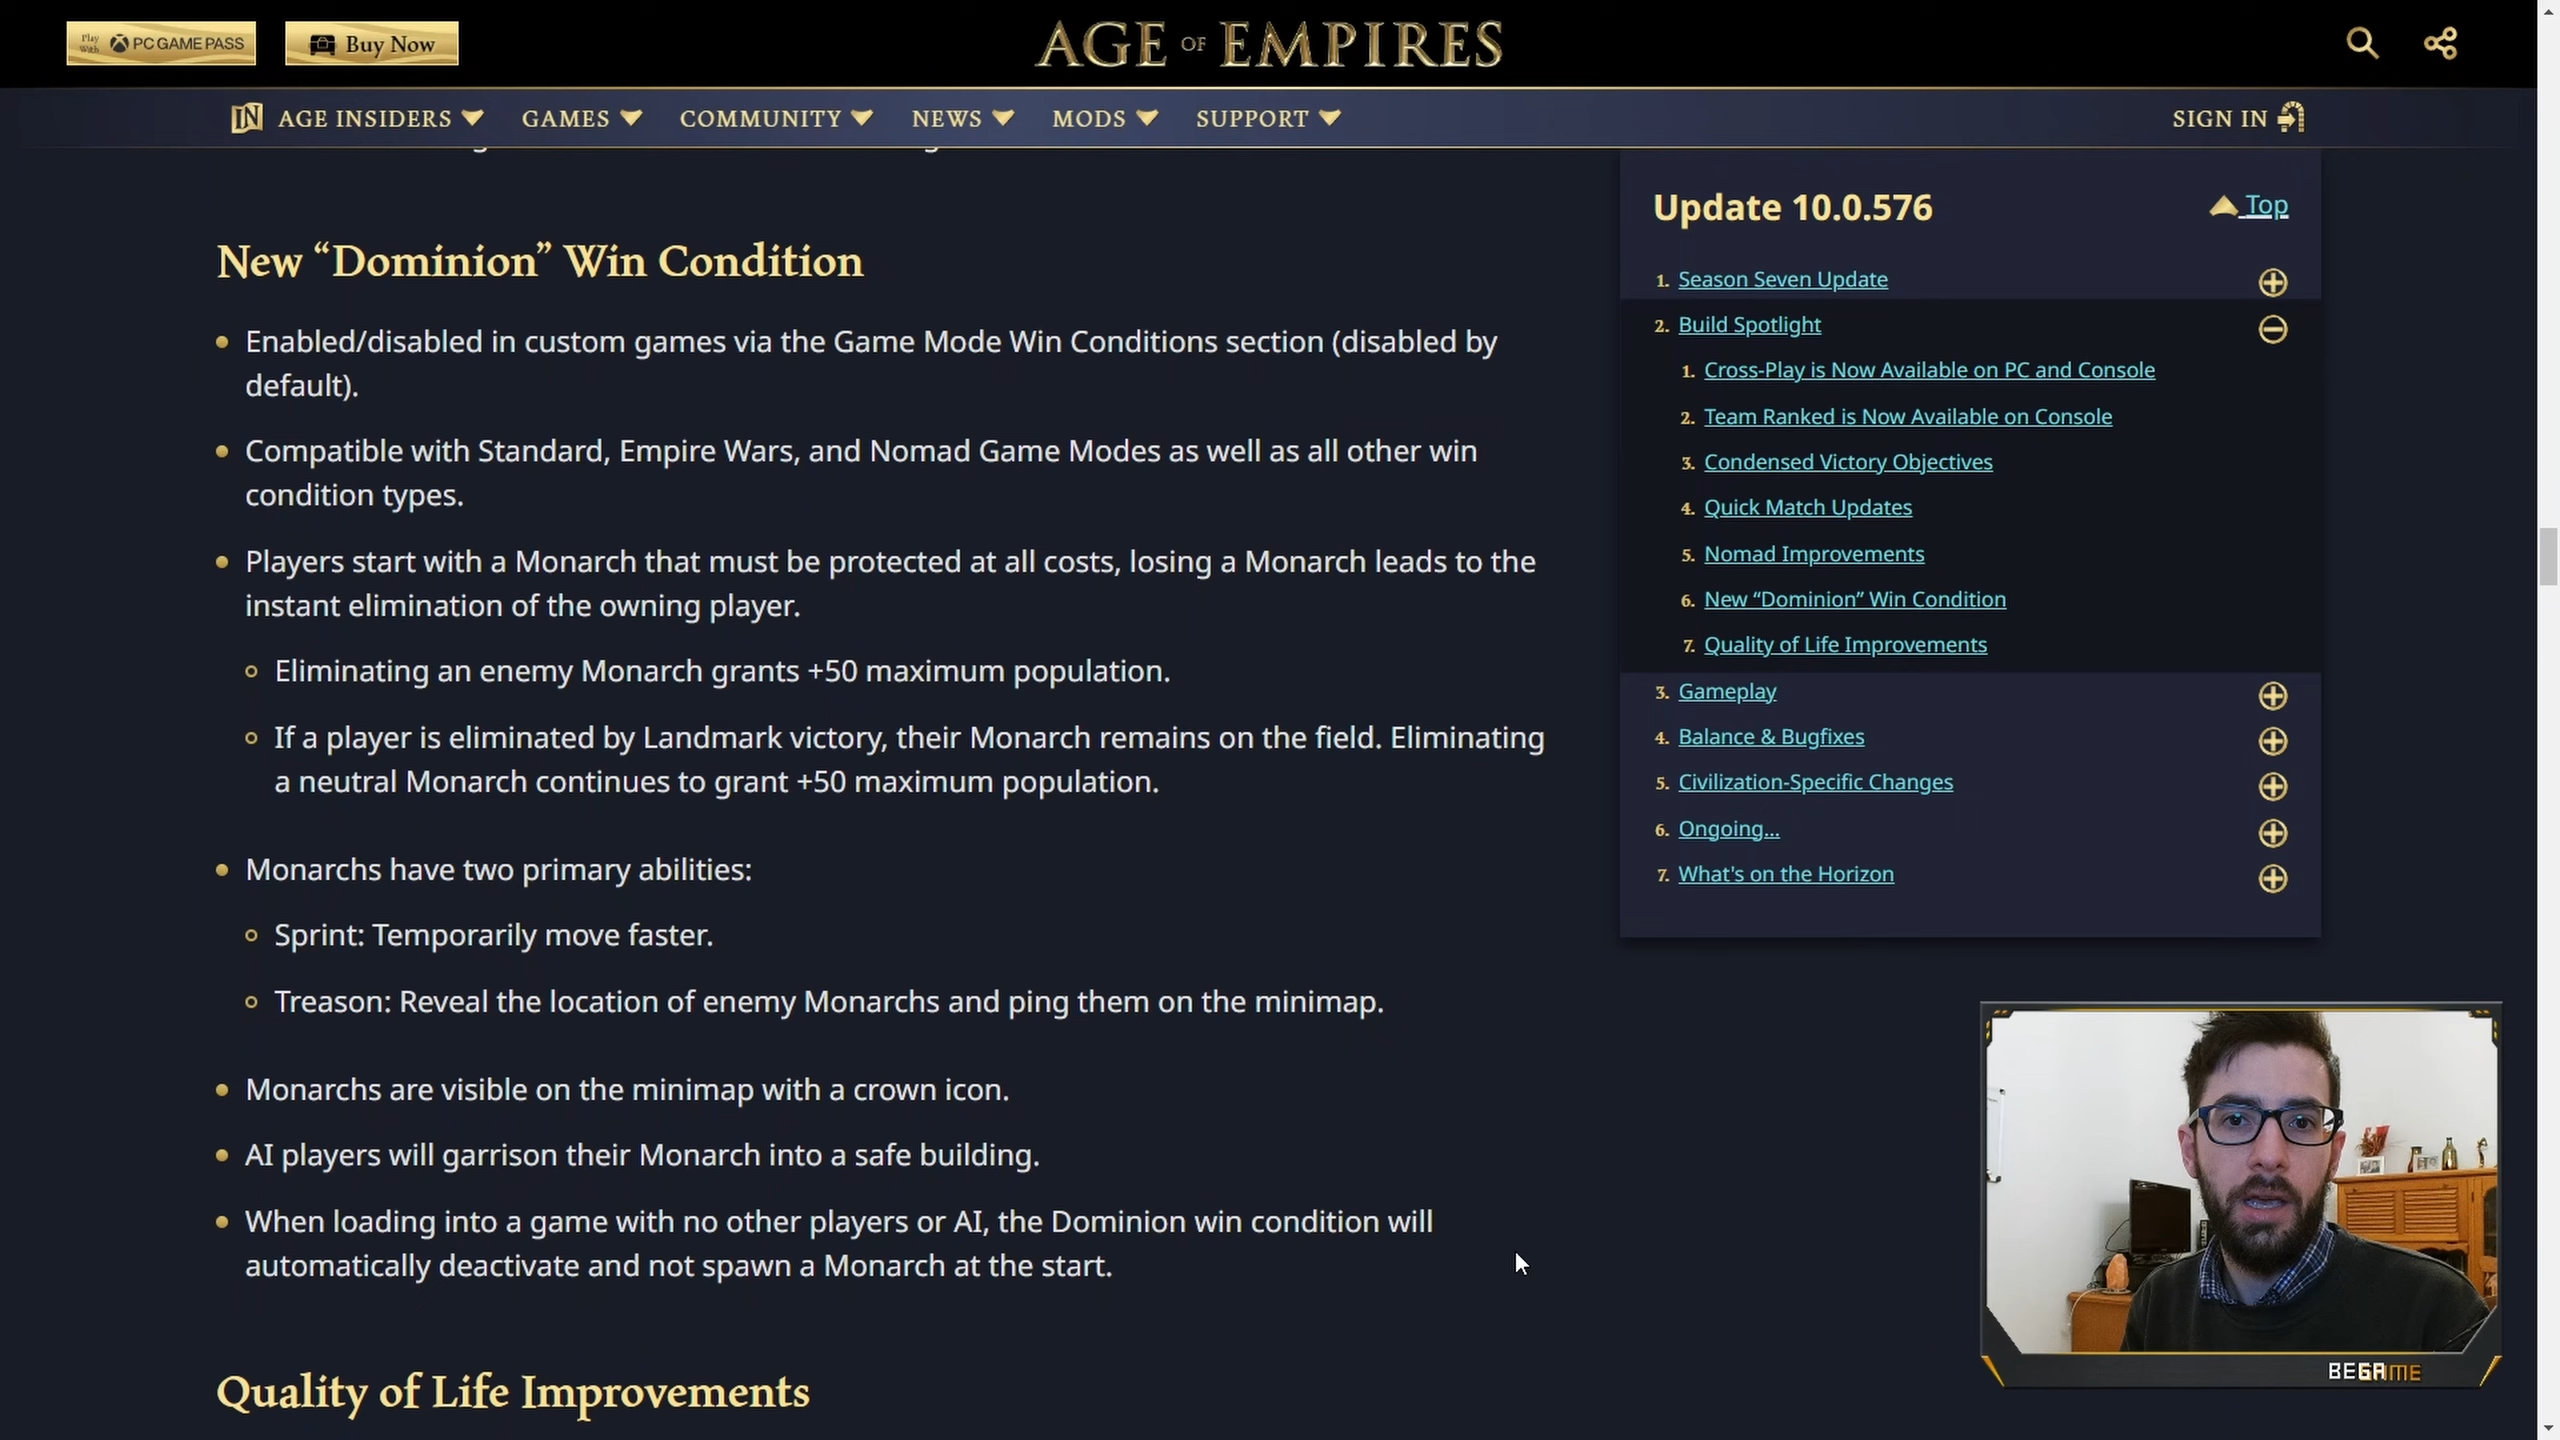 Play With PC GAME PASS
Buy Now
AGE OF EMPIRES
AGE INSIDERS
GAMES
COMMUNITY
NEWS
MODS
SUPPORT
SIGN IN
New “Dominion” Win Condition
Enabled/disabled in custom games via the Game Mode Win Conditions section (disabled by
default).
Compatible with Standard, Empire Wars, and Nomad Game Modes as well as all other win
condition types.
Players start with a Monarch that must be protected at all costs, losing a Monarch leads to the
instant elimination of the owning player.
Eliminating an enemy Monarch grants +50 maximum population.
If a player is eliminated by Landmark victory, their Monarch remains on the field. Eliminating
a neutral Monarch continues to grant +50 maximum population.
Monarchs have two primary abilities:
Sprint: Temporarily move faster.
Treason: Reveal the location of enemy Monarchs and ping them on the minimap.
Monarchs are visible on the minimap with a crown icon.
AI players will garrison their Monarch into a safe building.
When loading into a game with no other players or AI, the Dominion win condition will
automatically deactivate and not spawn a Monarch at the start.
Quality of Life Improvements
Update 10.0.576
Top
1. Season Seven Update
2. Build Spotlight
1. Cross-Play is Now Available on PC and Console
2. Team Ranked is Now Available on Console
3. Condensed Victory Objectives
4. Quick Match Updates
5. Nomad Improvements
6. New “Dominion” Win Condition
7. Quality of Life Improvements
3. Gameplay
4. Balance & Bugfixes
5. Civilization-Specific Changes
6. Ongoing...
7. What's on the Horizon
BEGAME